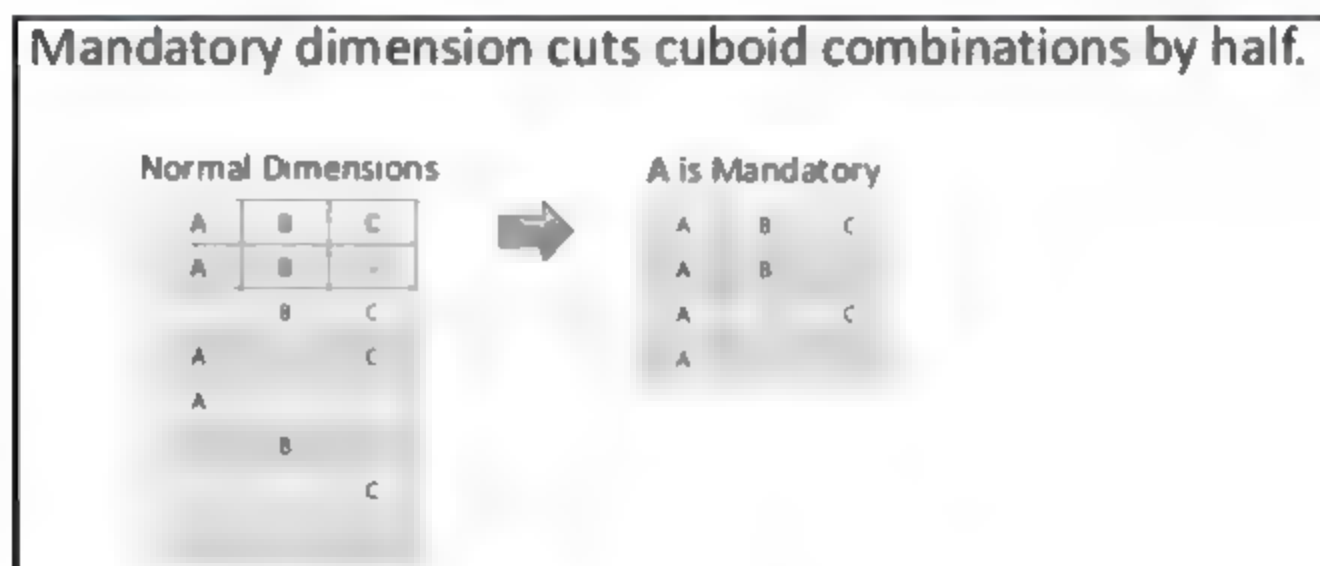 Mandatory dimension cuts cuboid combinations by half.
Normal Dimensions
A is Mandatory
A B C
A B C
A B -
A B
B C
A C
A C
A
A
B
C